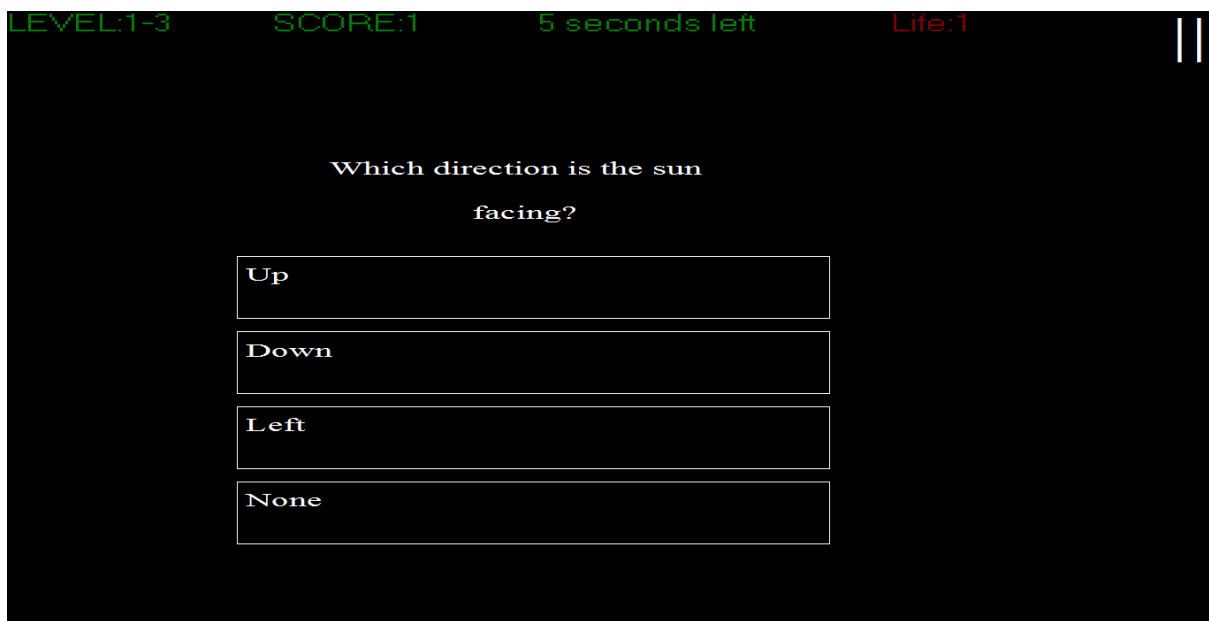 LEVEL:1-3 SCORE:1 5 seconds left Life:1
Which direction is the sun
facing?
Up
Down
Left
None